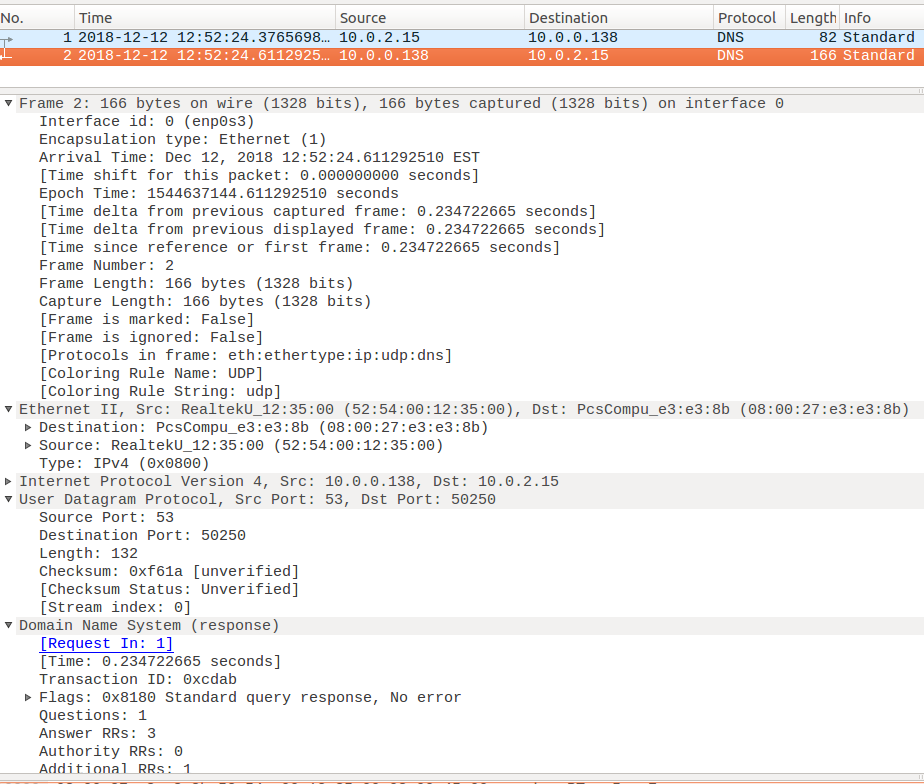 No. Time Source Destination Protocol Length Info
1 2018-12-12 12:52:24.3765698… 10.0.2.15 10.0.0.138 DNS 82 Standard
2 2018-12-12 12:52:24.6112925… 10.0.0.138 10.0.2.15 DNS 166 Standard
Frame 2: 166 bytes on wire (1328 bits), 166 bytes captured (1328 bits) on interface 0
Interface id: 0 (enp0s3)
Encapsulation type: Ethernet (1)
Arrival Time: Dec 12, 2018 12:52:24.611292510 EST
[Time shift for this packet: 0.000000000 seconds]
Epoch Time: 1544637144.611292510 seconds
[Time delta from previous captured frame: 0.234722665 seconds]
[Time delta from previous displayed frame: 0.234722665 seconds]
[Time since reference or first frame: 0.234722665 seconds]
Frame Number: 2
Frame Length: 166 bytes (1328 bits)
Capture Length: 166 bytes (1328 bits)
[Frame is marked: False]
[Frame is ignored: False]
[Protocols in frame: eth:ethertype:ip:udp:dns]
[Coloring Rule Name: UDP]
[Coloring Rule String: udp]
Ethernet II, Src: RealtekU_12:35:00 (52:54:00:12:35:00), Dst: PcsCompu_e3:e3:8b (08:00:27:e3:e3:8b)
Destination: PcsCompu_e3:e3:8b (08:00:27:e3:e3:8b)
Source: RealtekU_12:35:00 (52:54:00:12:35:00)
Type: IPv4 (0x0800)
Internet Protocol Version 4, Src: 10.0.0.138, Dst: 10.0.2.15
User Datagram Protocol, Src Port: 53, Dst Port: 50250
Source Port: 53
Destination Port: 50250
Length: 132
Checksum: 0xf61a [unverified]
[Checksum Status: Unverified]
[Stream index: 0]
Domain Name System (response)
[Request In: 1]
[Time: 0.234722665 seconds]
Transaction ID: 0xcdab
Flags: 0x8180 Standard query response, No error
Questions: 1
Answer RRs: 3
Authority RRs: 0
Additional RRs: 1